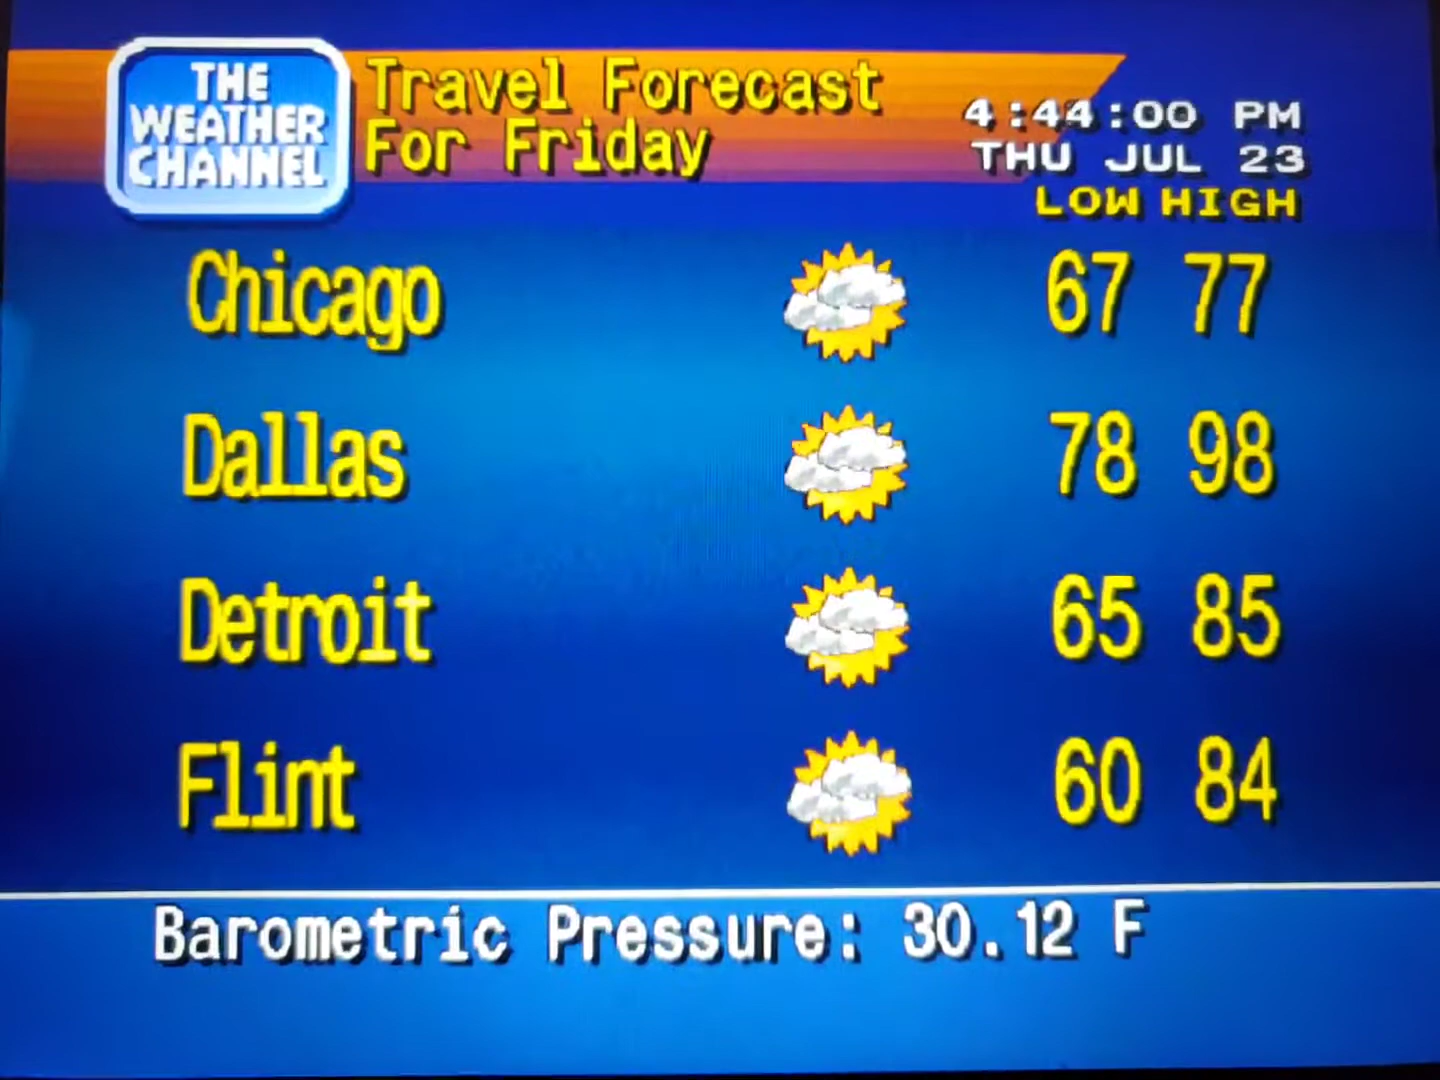 THE
WEATHER
CHANNEL
Travel Forecast
For Friday
4:44:00 PM
THU JUL 23
LOW HIGH
Chicago 67 77
Dallas 78 98
Detroit 65 85
Flint 60 84
Barometric Pressure: 30.12 F